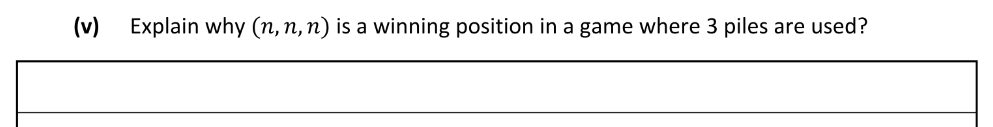 (v) Explain why (n, n, n) is a winning position in a game where 3 piles are used?